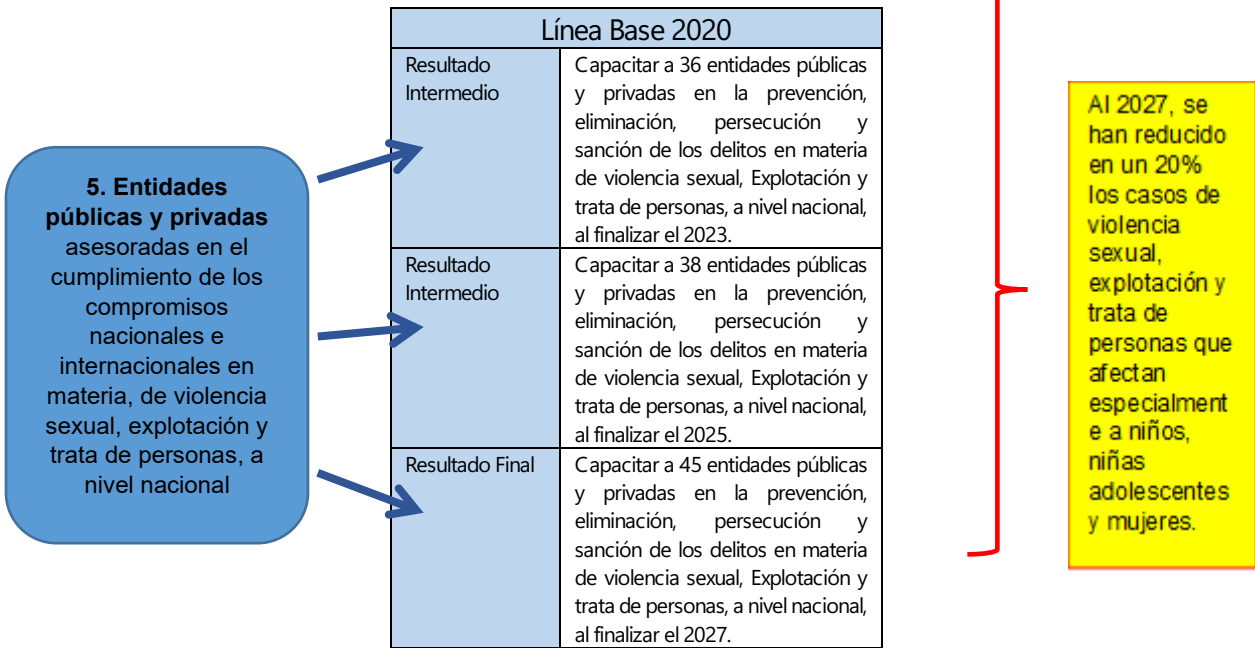 5. Entidades
públicas y privadas
asesoradas en el
cumplimiento de los
compromisos
nacionales e
internacionales en
materia, de violencia
sexual, explotación y
trata de personas, a
nivel nacional
Línea Base 2020
Resultado
Intermedio
Capacitar a 36 entidades públicas
y privadas en la prevención,
eliminación, persecución y
sanción de los delitos en materia
de violencia sexual, Explotación y
trata de personas, a nivel nacional,
al finalizar el 2023.
Resultado
Intermedio
Capacitar a 38 entidades públicas
y privadas en la prevención,
eliminación, persecución y
sanción de los delitos en materia
de violencia sexual, Explotación y
trata de personas, a nivel nacional,
al finalizar el 2025.
Resultado Final
Capacitar a 45 entidades públicas
y privadas en la prevención,
eliminación, persecución y
sanción de los delitos en materia
de violencia sexual, Explotación y
trata de personas, a nivel nacional,
al finalizar el 2027.
Al 2027, se
han reducido
en un 20%
los casos de
violencia
sexual,
explotación y
trata de
personas que
afectan
especialment
e a niños,
niñas
adolescentes
y mujeres.